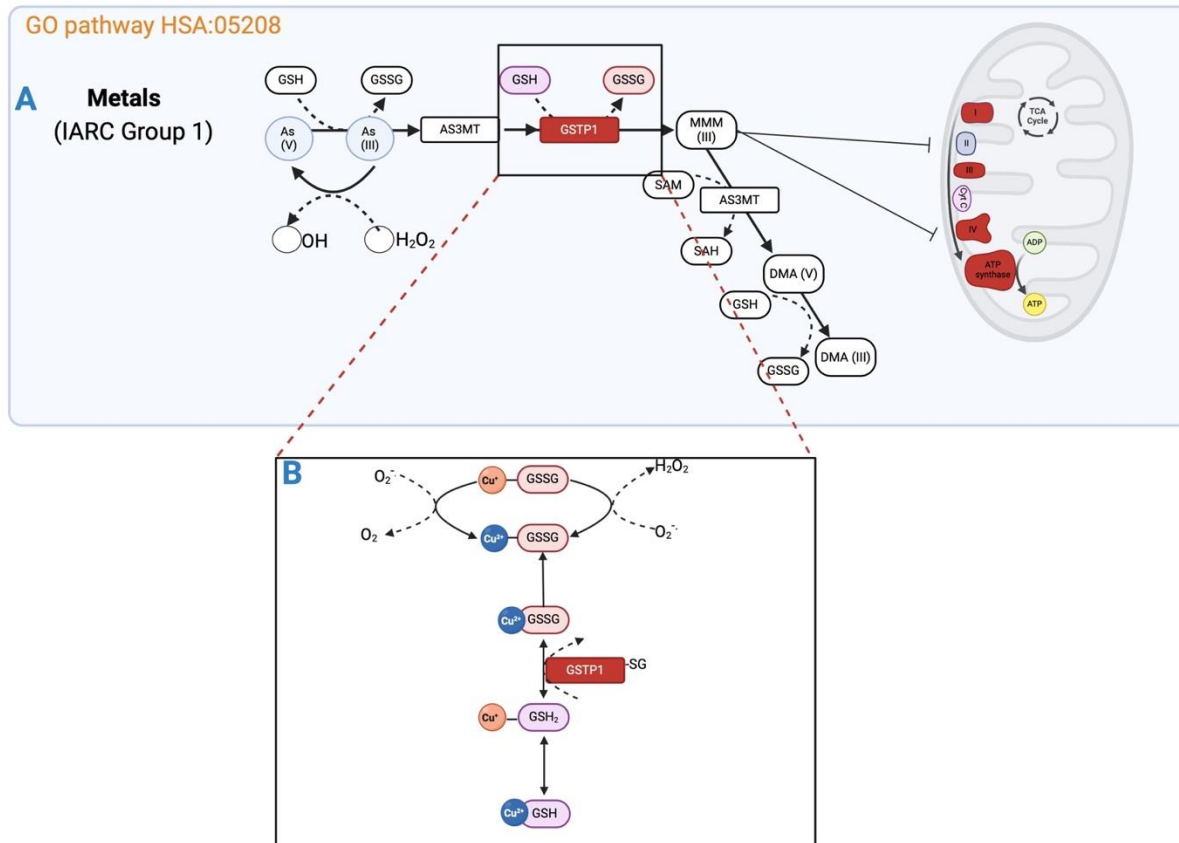 GO pathway HSA:05208
A
Metals
(IARC Group 1)
GSH
GSSG
As
(V)
As
(III)
AS3MT
GSH
GSSG
GSTP1
MMM
(III)
OH
H₂O₂
SAM
AS3MT
SAH
DMA (V)
GSH
GSSG
DMA (III)
I
II
III
Cyt C
IV
TCA
Cycle
ADP
ATP
synthase
ATP
B
O₂⁻
Cu⁺
GSSG
H₂O₂
O₂
Cu²⁺
GSSG
O₂⁻
Cu²⁺
GSSG
GSTP1
-SG
Cu⁺
GSH₂
Cu²⁺
GSH